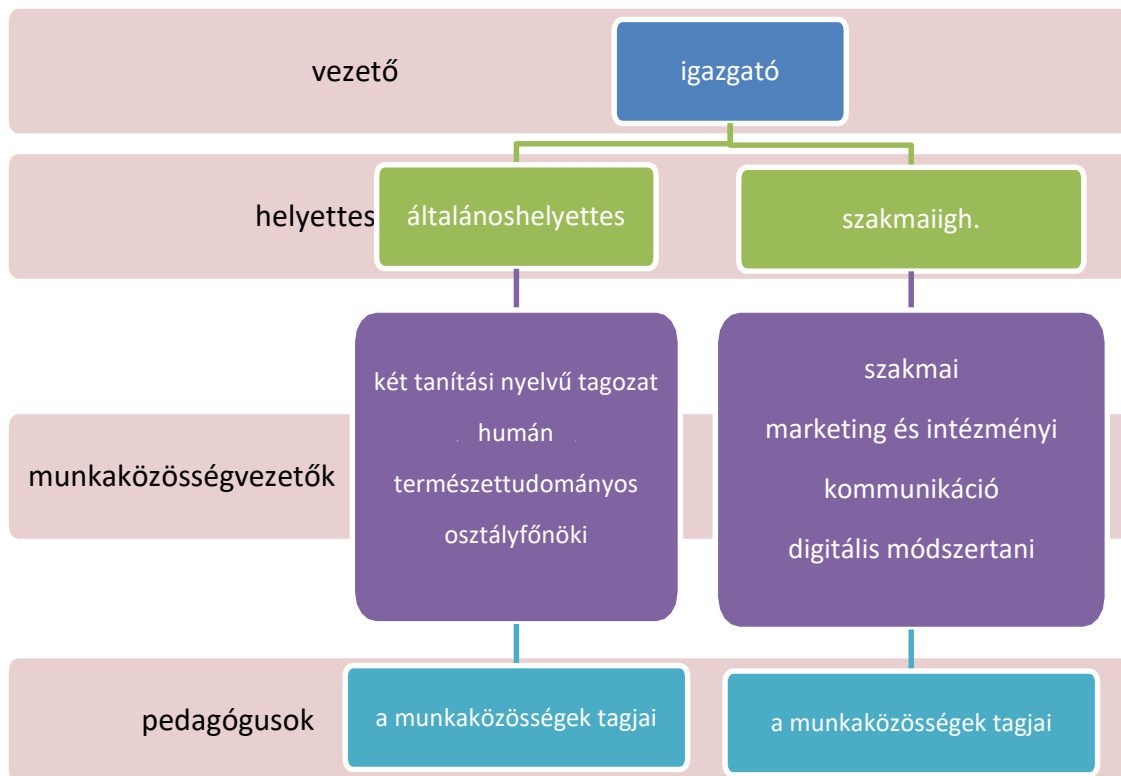 vezető
igazgató
helyettes
általánoshelyettes
szakmaiigh.
munkaközösségvezetők
két tanítási nyelvű tagozat
humán
természettudományos
osztályfőnöki
szakmai
marketing és intézményi
kommunikáció
digitális módszertani
pedagógusok
a munkaközösségek tagjai
a munkaközösségek tagjai